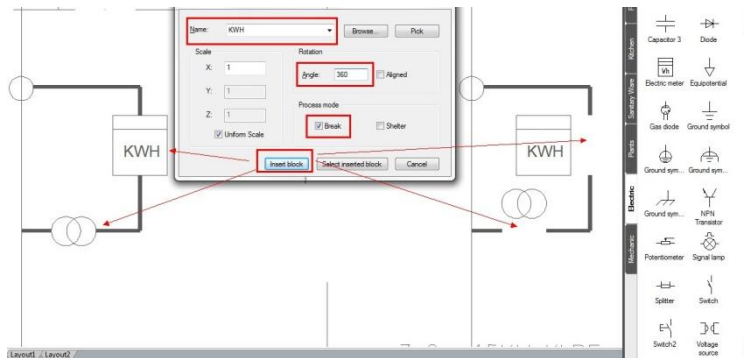 Name: KWH Browse... Pick
Scale
X: 1
Y: 1
Z: 1
Uniform Scale
Rotation
Angle: 360 Aligned
Process mode
Break Shelter
Insert block Select inserted block Cancel
KWH
KWH
Layout1 Layout2
Kitchen
Sanitary Ware
Plants
Electric
Mechanic
Capacitor 3 Diode
Electric meter Equipotential
Gas diode Ground symbol
Ground sym... Ground sym...
Ground sym... NPN Transistor
Potentiometer Signal lamp
Splitter Switch
Switch2 Voltage source
Vh